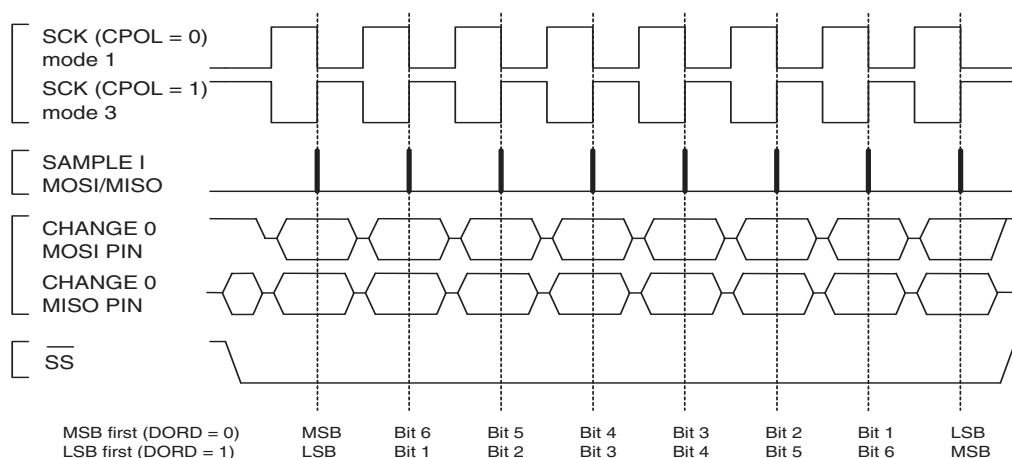 SCK (CPOL = 0)
mode 1
SCK (CPOL = 1)
mode 3
SAMPLE I
MOSI/MISO
CHANGE 0
MOSI PIN
CHANGE 0
MISO PIN
SS
MSB first (DORD = 0) MSB Bit 6 Bit 5 Bit 4 Bit 3 Bit 2 Bit 1 LSB
LSB first (DORD = 1) LSB Bit 1 Bit 2 Bit 3 Bit 4 Bit 5 Bit 6 MSB